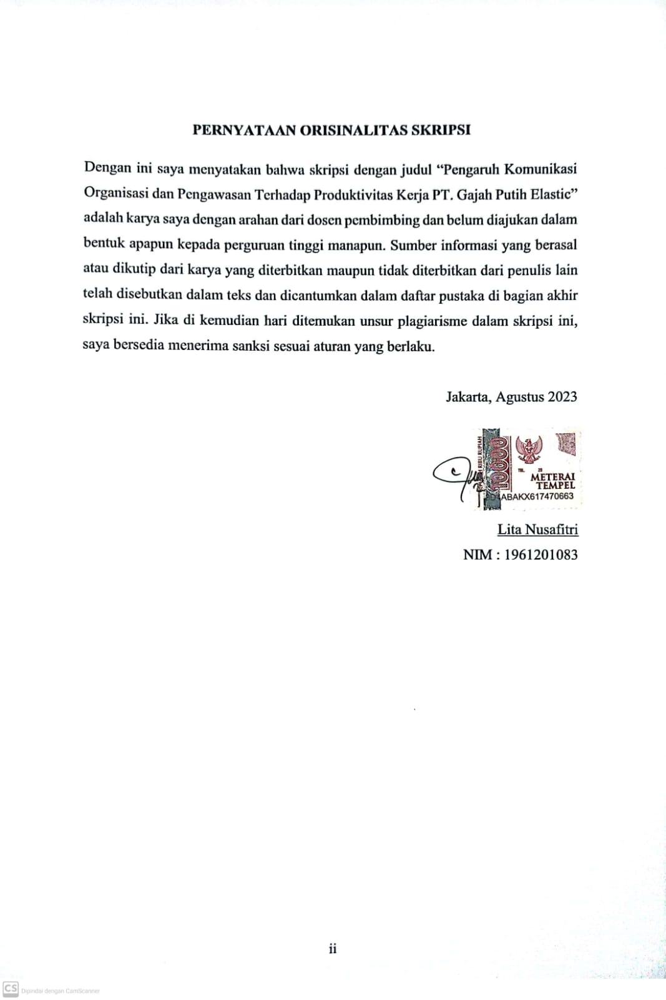 PERNYATAAN ORISINALITAS SKRIPSI
Dengan ini saya menyatakan bahwa skripsi dengan judul “Pengaruh Komunikasi
Organisasi dan Pengawasan Terhadap Produktivitas Kerja PT. Gajah Putih Elastic”
adalah karya saya dengan arahan dari dosen pembimbing dan belum diajukan dalam
bentuk apapun kepada perguruan tinggi manapun. Sumber informasi yang berasal
atau dikutip dari karya yang diterbitkan maupun tidak diterbitkan dari penulis lain
telah disebutkan dalam teks dan dicantumkan dalam daftar pustaka di bagian akhir
skripsi ini. Jika di kemudian hari ditemukan unsur plagiarisme dalam skripsi ini,
saya bersedia menerima sanksi sesuai aturan yang berlaku.
Jakarta, Agustus 2023
RIBU RUPIAH
10000
TGL. 20
METERAI
TEMPEL
ABAKX617470663
Lita Nusafitri
NIM : 1961201083
ii
CS Dipindai dengan CamScanner